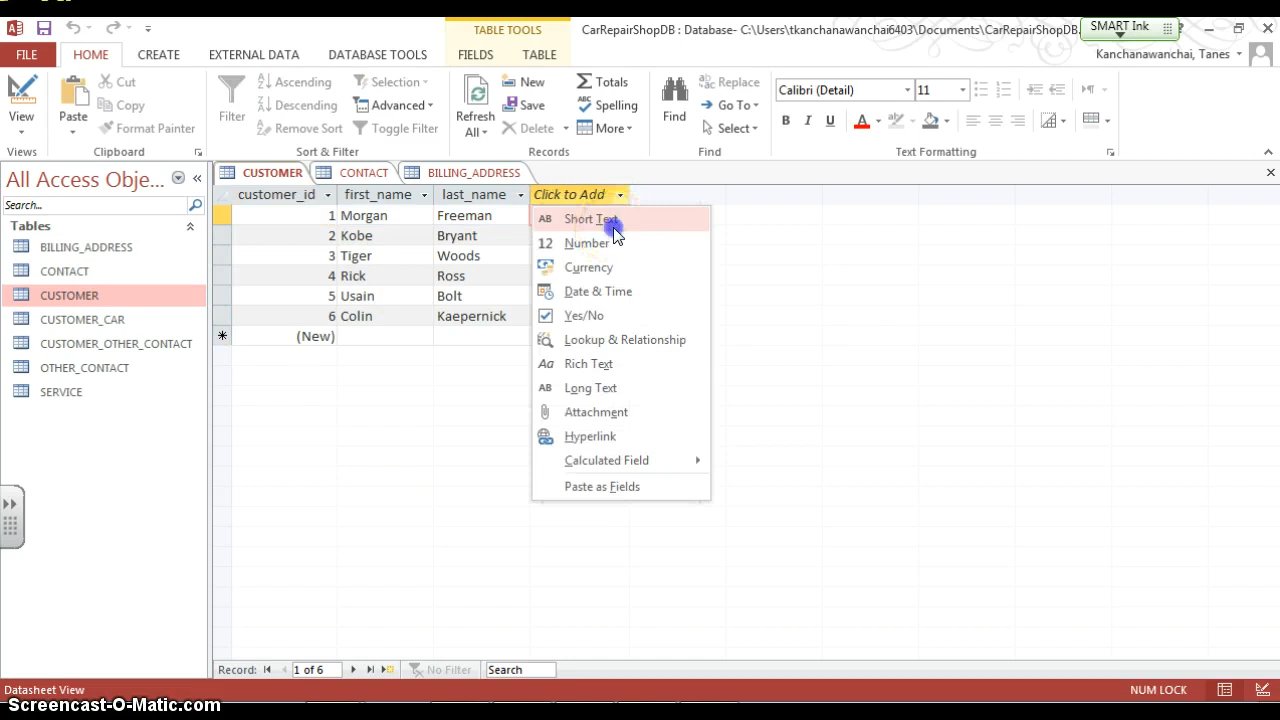 TABLE TOOLS
CarRepairShopDB : Database- C:\Users\tkanchanawanchai6403\Documents\CarRepairShopDB.
SMART Ink
FILE HOME CREATE EXTERNAL DATA DATABASE TOOLS FIELDS TABLE
Kanchanawanchai, Tanes
View
Views
Paste
Cut
Copy
Format Painter
Clipboard
Filter
Ascending
Descending
Remove Sort
Selection
Advanced
Toggle Filter
Sort & Filter
Refresh
All
New
Save
Delete
Totals
Spelling
More
Records
Find
Replace
Go To
Select
Find
Calibri (Detail) 11
B I U A
Text Formatting
All Access Obje...
Search...
Tables
BILLING_ADDRESS
CONTACT
CUSTOMER
CUSTOMER_CAR
CUSTOMER_OTHER_CONTACT
OTHER_CONTACT
SERVICE
CUSTOMER CONTACT BILLING_ADDRESS
customer_id first_name last_name Click to Add
1 Morgan Freeman
2 Kobe Bryant
3 Tiger Woods
4 Rick Ross
5 Usain Bolt
6 Colin Kaepernick
* (New)
AB Short Text
12 Number
Currency
Date & Time
Yes/No
Lookup & Relationship
Aa Rich Text
AB Long Text
Attachment
Hyperlink
Calculated Field
Paste as Fields
Record: 1 of 6 No Filter Search
Datasheet View
NUM LOCK
Screencast-O-Matic.com